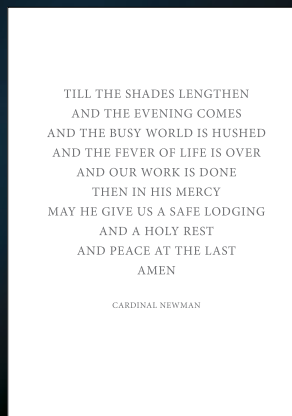 TILL THE SHADES LENGTHEN
AND THE EVENING COMES
AND THE BUSY WORLD IS HUSHED
AND THE FEVER OF LIFE IS OVER
AND OUR WORK IS DONE
THEN IN HIS MERCY
MAY HE GIVE US A SAFE LODGING
AND A HOLY REST
AND PEACE AT THE LAST
AMEN
CARDINAL NEWMAN